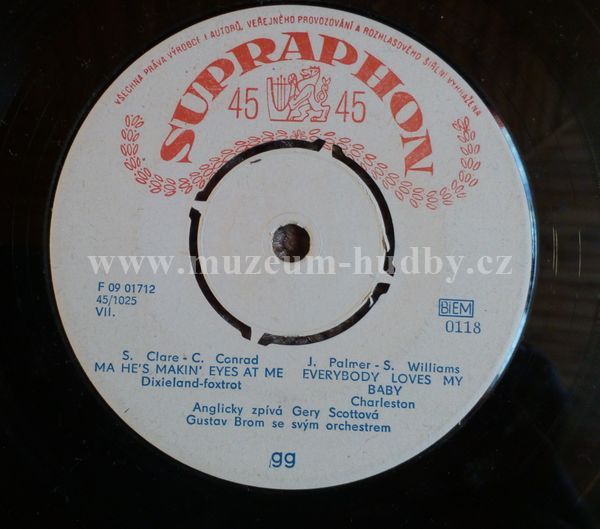 VŠECHNA PRÁVA VÝROBCE I AUTORŮ, VEŘEJNÉHO PROVOZOVÁNÍ A ROZHLASOVÉHO ŠÍŘENÍ VYHRAŽENA
SUPRAPHON
45 45
www.muzeum-hudby.cz
F 09 01712
45/1025
VII.
BIEM
0118
S. Clare - C. Conrad
MA HE'S MAKIN' EYES AT ME
Dixieland-foxtrot
J. Palmer - S. Williams
EVERYBODY LOVES MY
BABY
Charleston
Anglicky zpívá Gery Scottová
Gustav Brom se svým orchestrem
gg